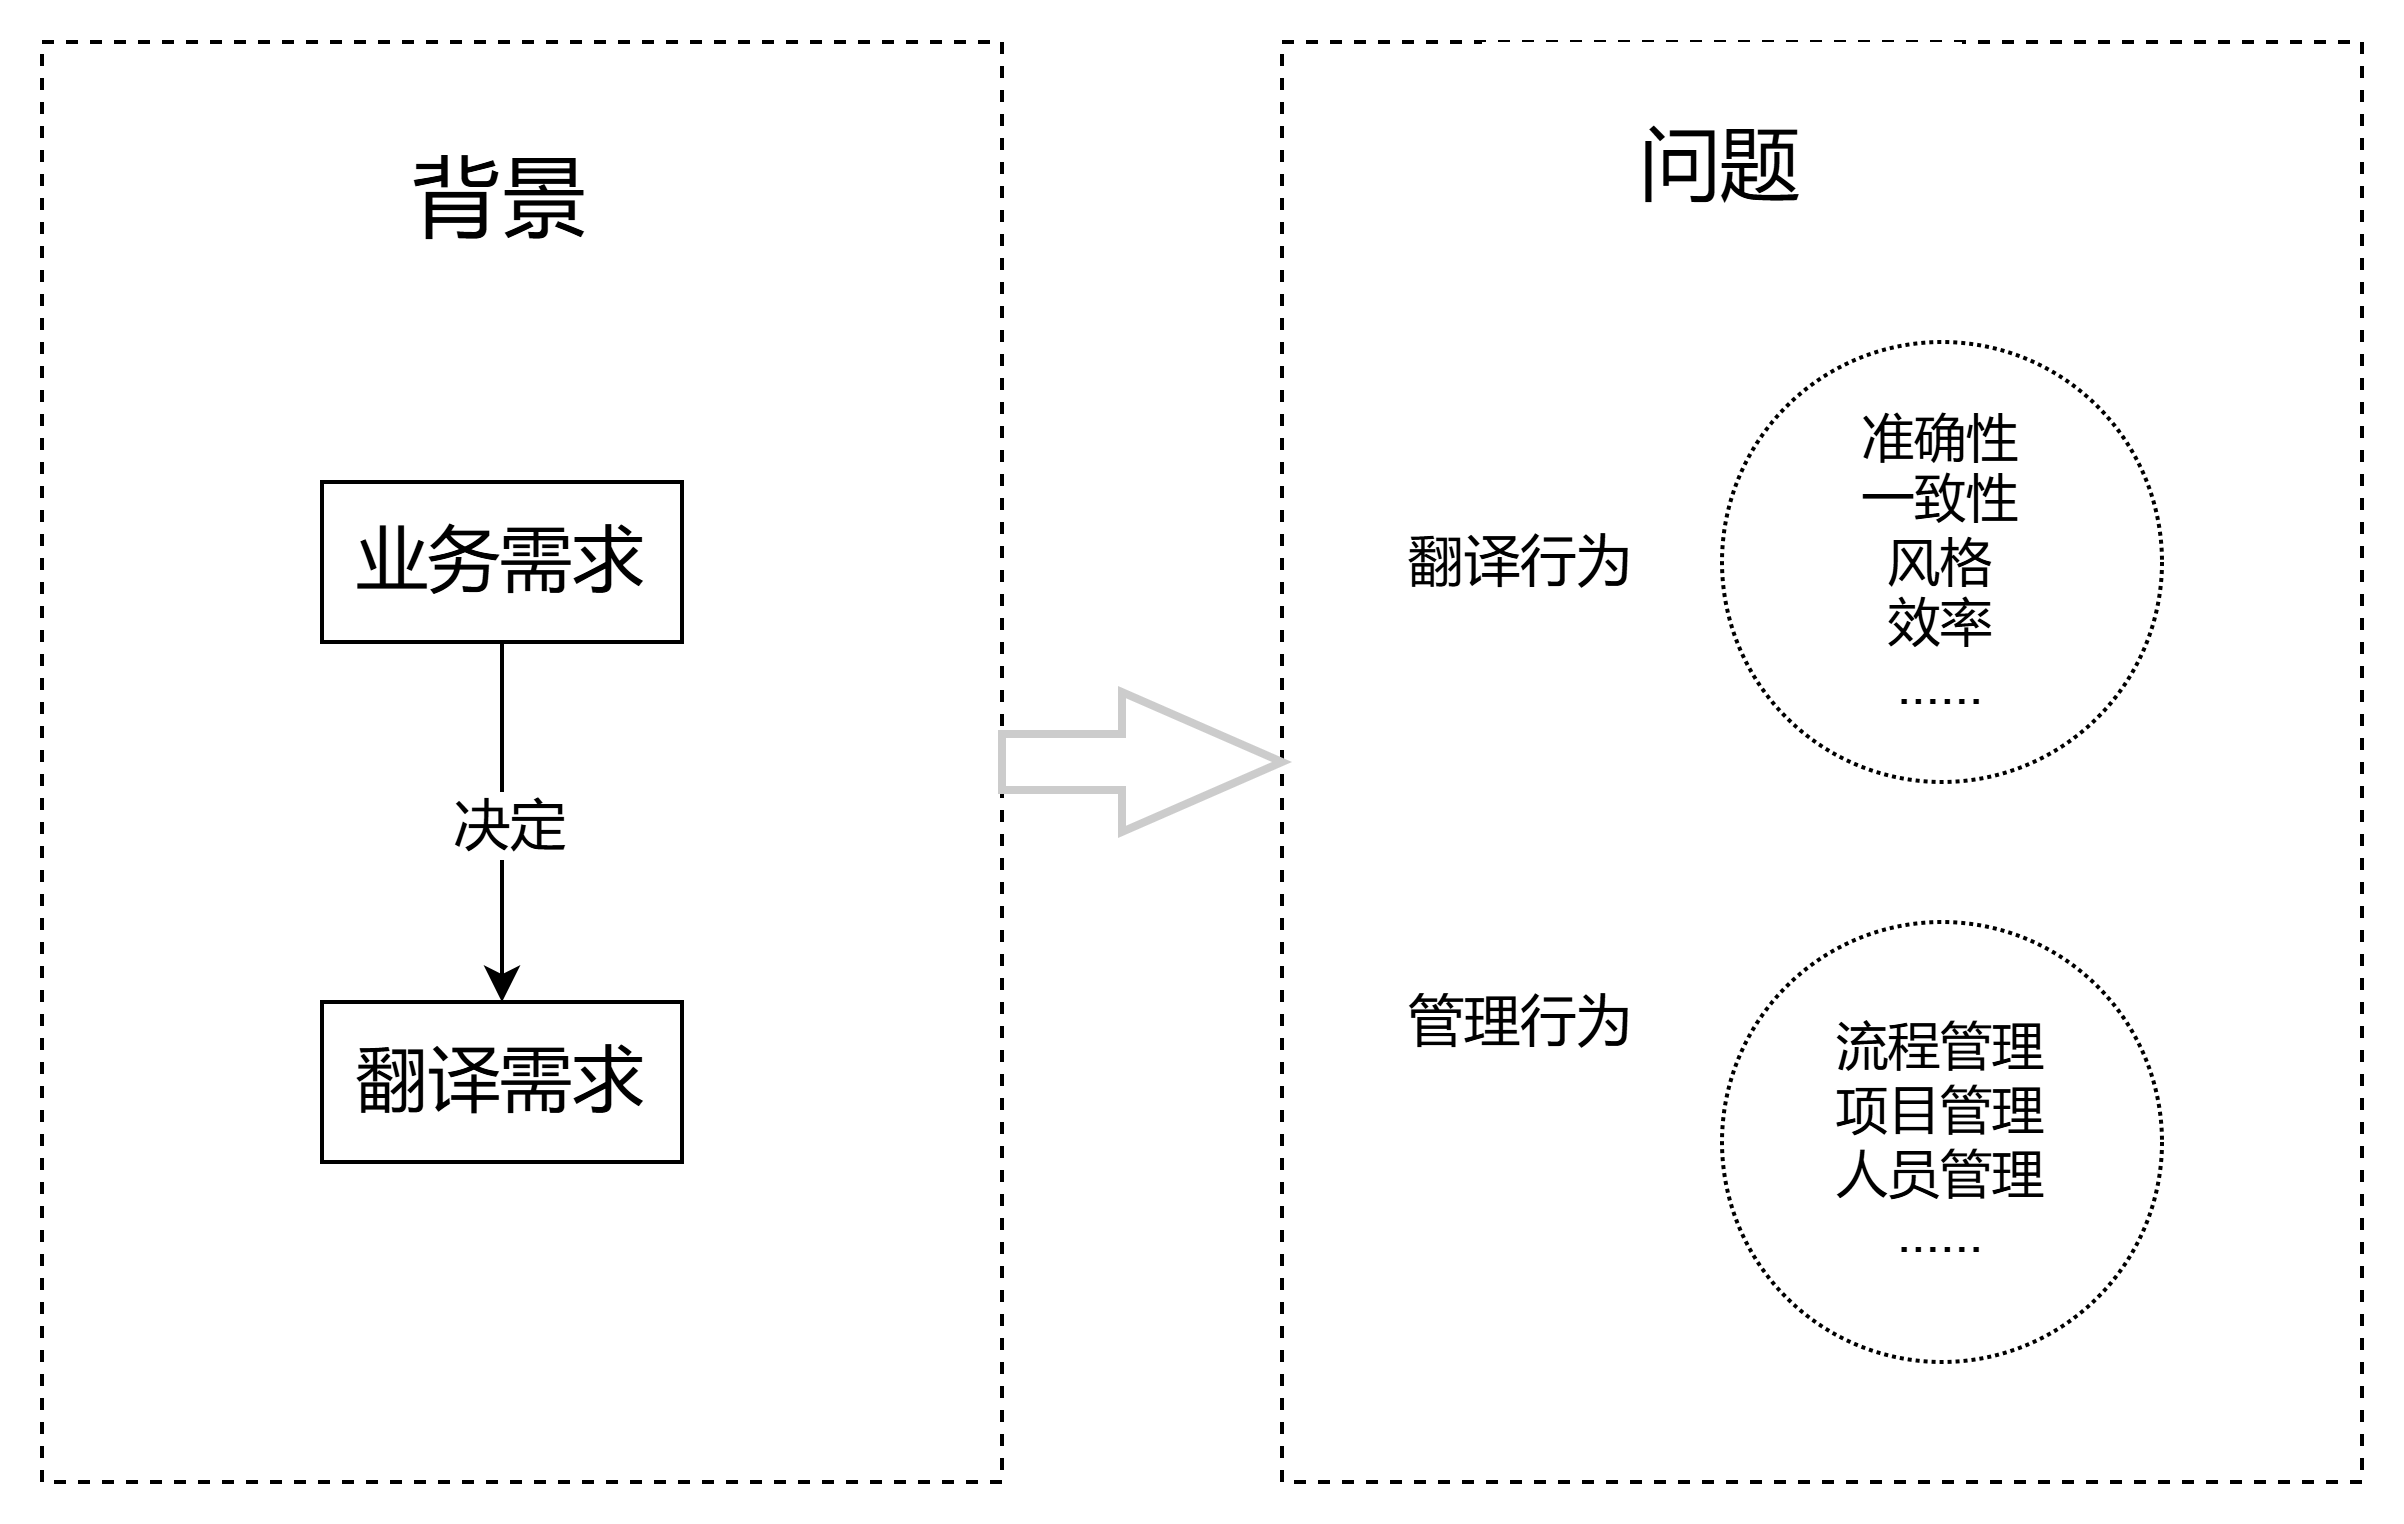 背景
业务需求
决定
翻译需求
问题
翻译行为
准确性
一致性
风格
效率
……
管理行为
流程管理
项目管理
人员管理
……